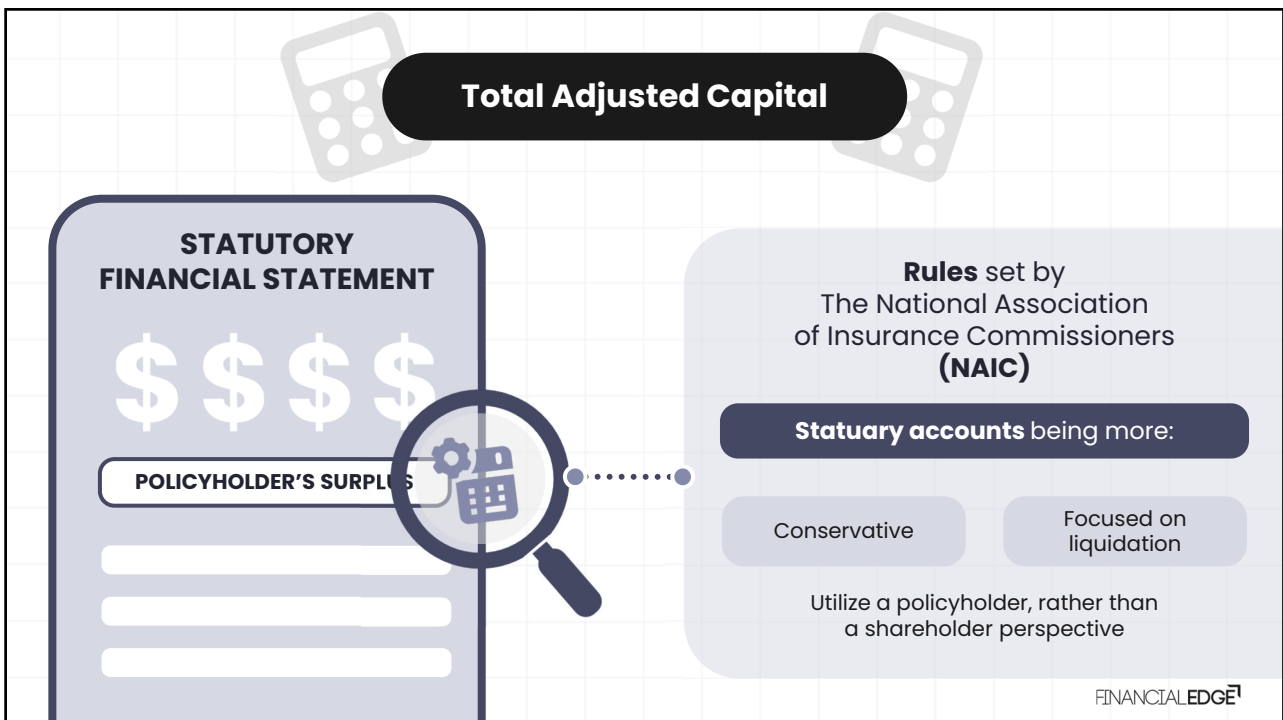 Total Adjusted Capital
STATUTORY
FINANCIAL STATEMENT
$ $ $ $
POLICYHOLDER’S SURPLUS
Rules set by
The National Association
of Insurance Commissioners
(NAIC)
Statuary accounts being more:
Conservative
Focused on
liquidation
Utilize a policyholder, rather than
a shareholder perspective
FINANCIALEDGE